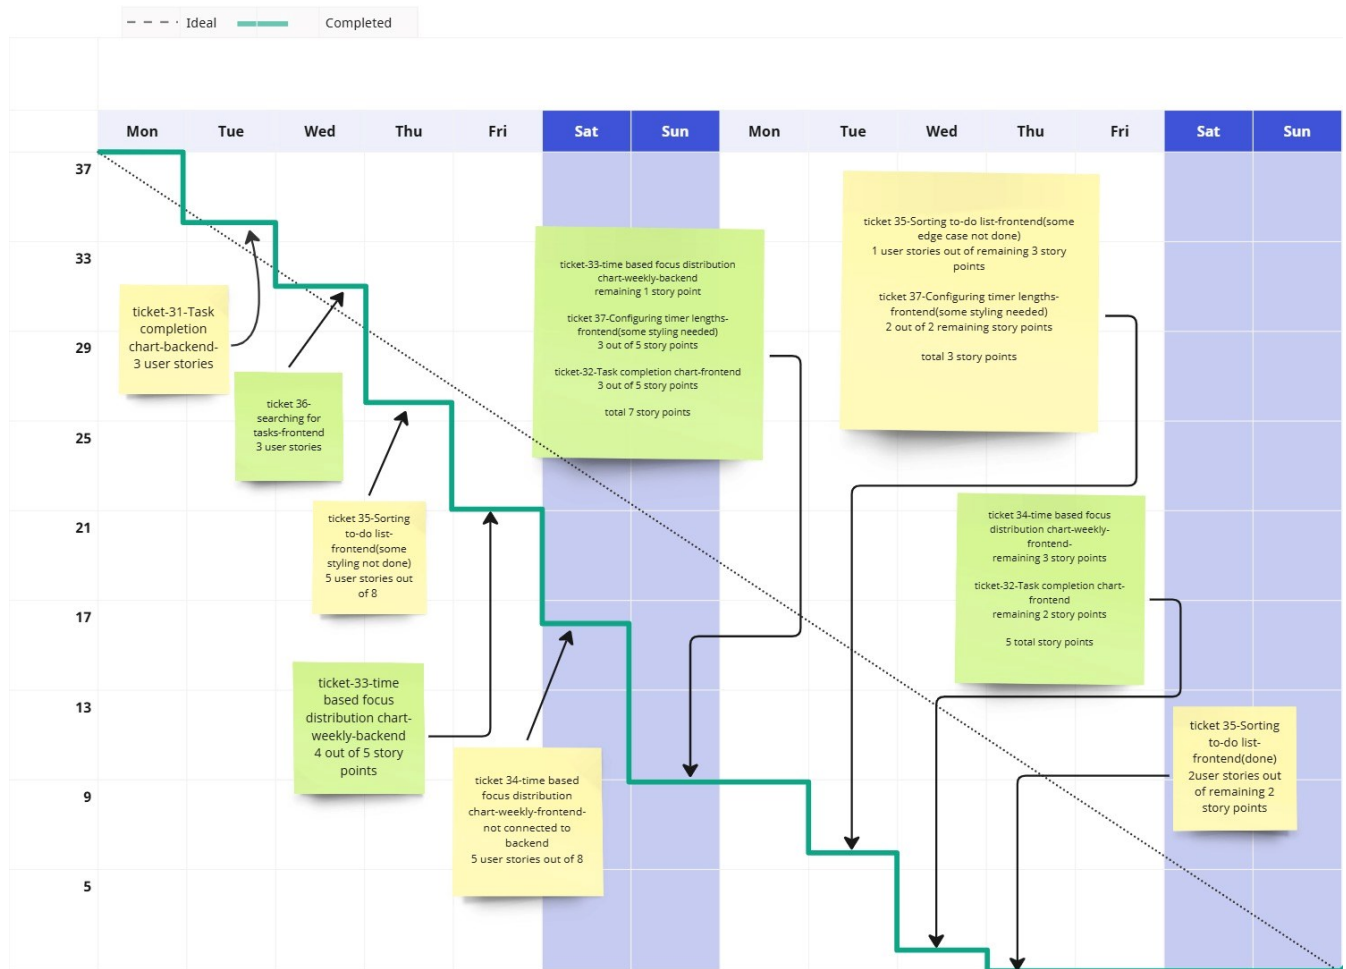 Ideal
Completed
Mon
Tue
Wed
Thu
Fri
Sat
Sun
Mon
Tue
Wed
Thu
Fri
Sat
Sun
37
33
29
25
21
17
13
9
5
ticket-31-Task
completion
chart-backend-
3 user stories
ticket 36-
searching for
tasks-frontend
3 user stories
ticket 35-Sorting
to-do list-
frontend(some
styling not done)
5 user stories out
of 8
ticket-33-time
based focus
distribution chart-
weekly-backend
4 out of 5 story
points
ticket 34-time based
focus distribution
chart-weekly-frontend-
not connected to
backend
5 user stories out of 8
ticket-33-time based focus distribution
chart-weekly-backend
remaining 1 story point
ticket 37-Configuring timer lengths-
frontend(some styling needed)
3 out of 5 story points
ticket-32-Task completion chart-frontend
3 out of 5 story points
total 7 story points
ticket 35-Sorting to-do list-frontend(some
edge case not done)
1 user stories out of remaining 3 story
points
ticket 37-Configuring timer lengths-
frontend(some styling needed)
2 out of 2 remaining story points
total 3 story points
ticket 34-time based focus
distribution chart-weekly-
frontend-
remaining 3 story points
ticket-32-Task completion chart-
frontend
remaining 2 story points
5 total story points
ticket 35-Sorting
to-do list-
frontend(done)
2user stories out
of remaining 2
story points